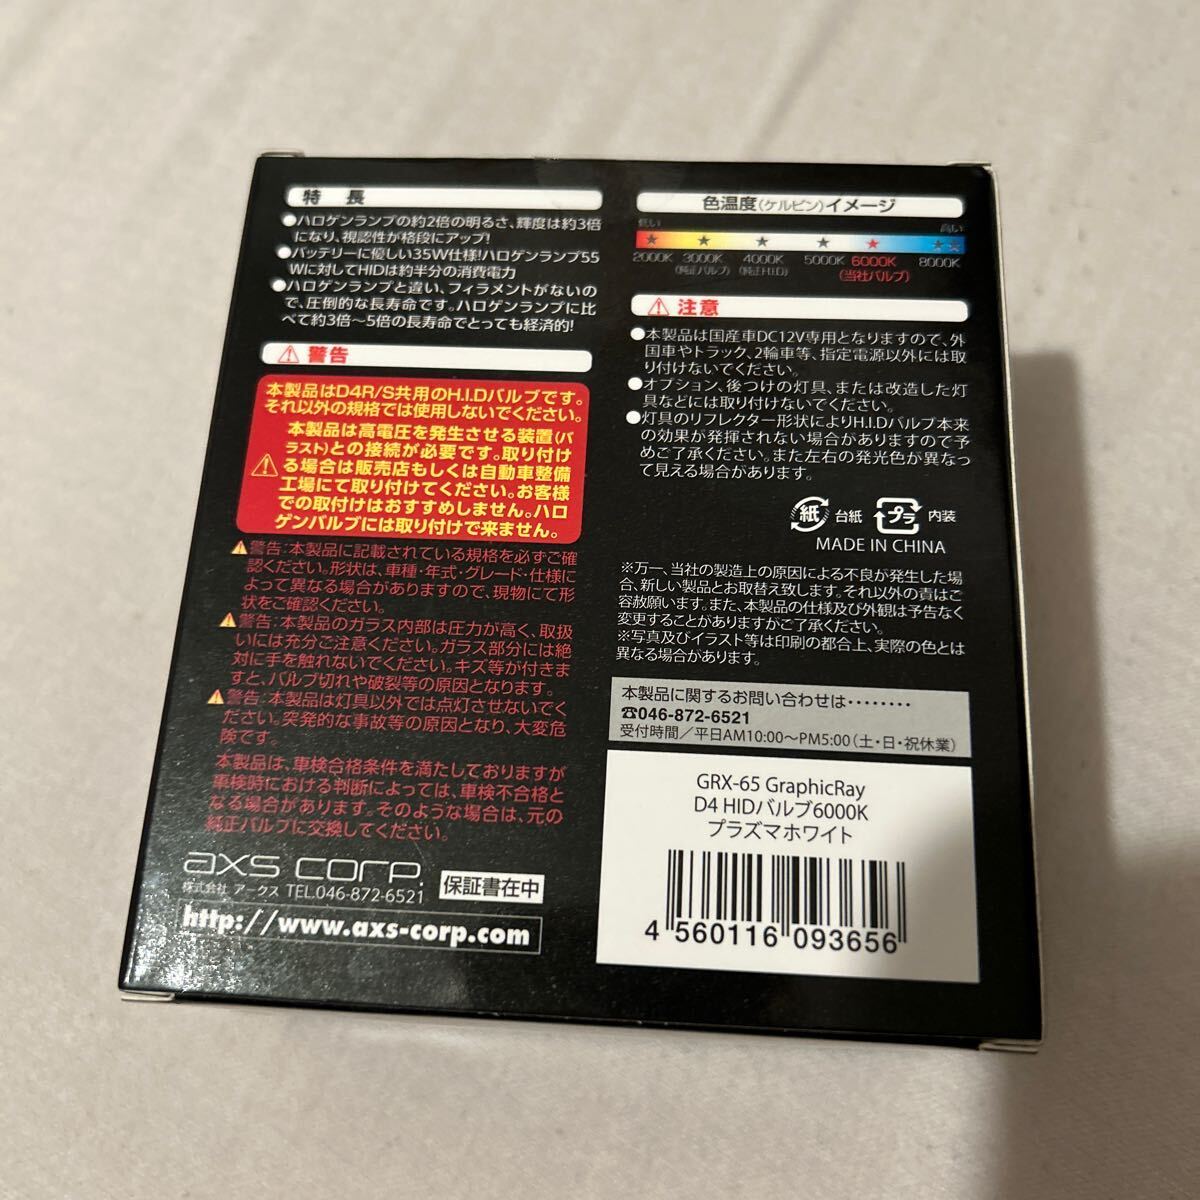 特長
●ハロゲンランプの約2倍の明るさ、輝度は約3倍
になり、視認性が格段にアップ!
●バッテリーに優しい35W仕様!ハロゲンランプ55
Wに対してHIDは約半分の消費電力
●ハロゲンランプと違い、フィラメントがないの
で、圧倒的な長寿命です。ハロゲンランプに比
べて約3倍〜5倍の長寿命でとっても経済的!
警告
本製品はD4R/S共用のH.I.Dバルブです。
それ以外の規格では使用しないでください。
本製品は高電圧を発生させる装置(バ
ラスト)との接続が必要です。取り付け
る場合は販売店もしくは自動車整備
工場にて取り付けてください。お客様
での取付けはおすすめしません。ハロ
ゲンバルブには取り付けで来ません。
警告:本製品に記載されている規格を必ずご確
認ください。形状は、車種・年式・グレード・仕様に
よって異なる場合がありますので、現物にて形
状をご確認ください。
警告:本製品のガラス内部は圧力が高く、取扱
いには充分ご注意ください。ガラス部分には絶
対に手を触れないでください。キズ等が付きま
すと、バルブ切れや破裂等の原因となります。
警告:本製品は灯具以外では点灯させないでく
ださい。突発的な事故等の原因となり、大変危
険です。
本製品は、車検合格条件を満たしておりますが
車検時における判断によっては、車検不合格と
なる場合があります。そのような場合は、元の
純正バルブに交換してください。
axs corp.
株式会社 アークス TEL.046-872-6521
保証書在中
http://www.axs-corp.com
色温度(ケルビン)イメージ
低い 高い
2000K 3000K 4000K 5000K 6000K 8000K
(純正バルブ) (純正H.I.D) (当社バルブ)
注意
●本製品は国産車DC12V専用となりますので、外
国車やトラック、2輪車等、指定電源以外には取
り付けないでください。
●オプション、後つけの灯具、または改造した灯
具などには取り付けないてください。
●灯具のリフレクター形状によりH.I.Dバルブ本来
の効果が発揮されない場合がありますので予
めご了承ください。また左右の発光色が異なっ
て見える場合があります。
紙 台紙 プラ 内装
MADE IN CHINA
※万一、当社の製造上の原因による不良が発生した場
合、新しい製品とお取替え致します。それ以外の責はご
容赦願います。また、本製品の仕様及び外観は予告なく
変更することがありますがご了承ください。
※写真及びイラスト等は印刷の都合上、実際の色とは
異なる場合があります。
本製品に関するお問い合わせは‥‥‥‥
☎046-872-6521
受付時間/平日AM10:00〜PM5:00(土・日・祝休業)
GRX-65 GraphicRay
D4 HIDバルブ6000K
プラズマホワイト
4 560116 093656